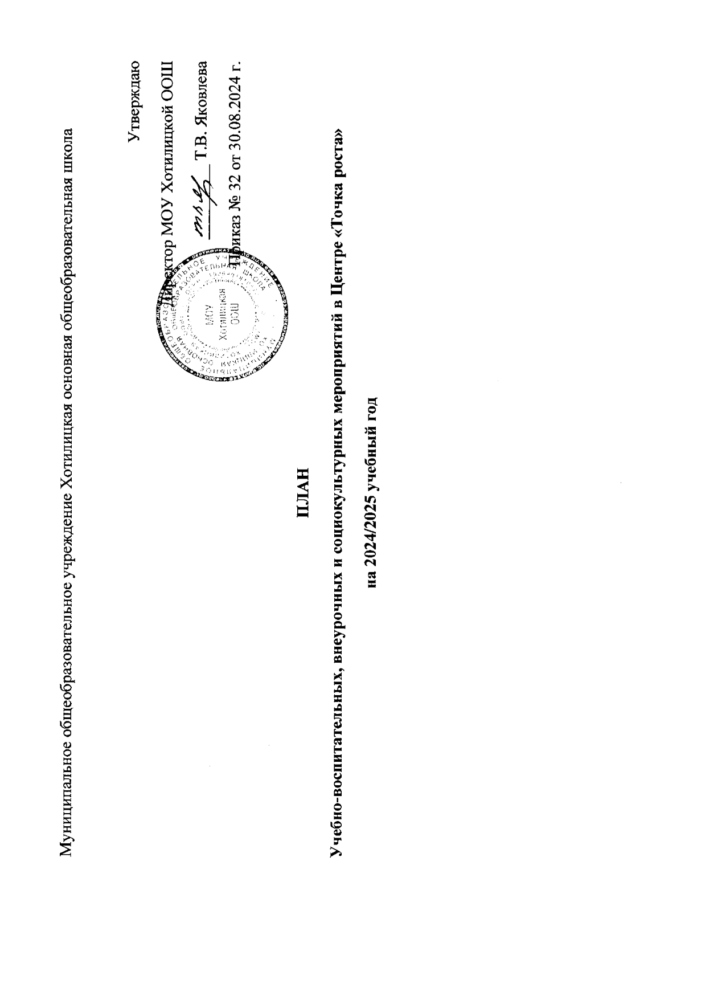 Муниципальное общеобразовательное учреждение Хотилицкая основная общеобразовательная школа
Утверждаю
Директор МОУ Хотилицкой ООШ
Т.В. Яковлева
Приказ № 32 от 30.08.2024 г.
МОУ
Хотилицкая
ООШ
ПЛАН
Учебно-воспитательных, внеурочных и социокультурных мероприятий в Центре «Точка роста»
на 2024/2025 учебный год